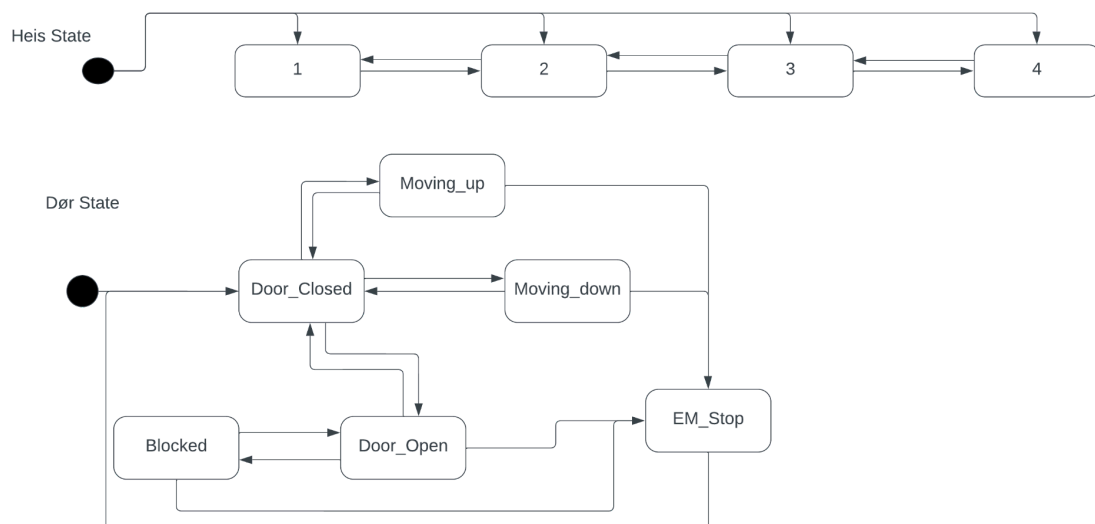 Heis State
1
2
3
4
Moving_up
Dør State
Door_Closed
Moving_down
EM_Stop
Blocked
Door_Open